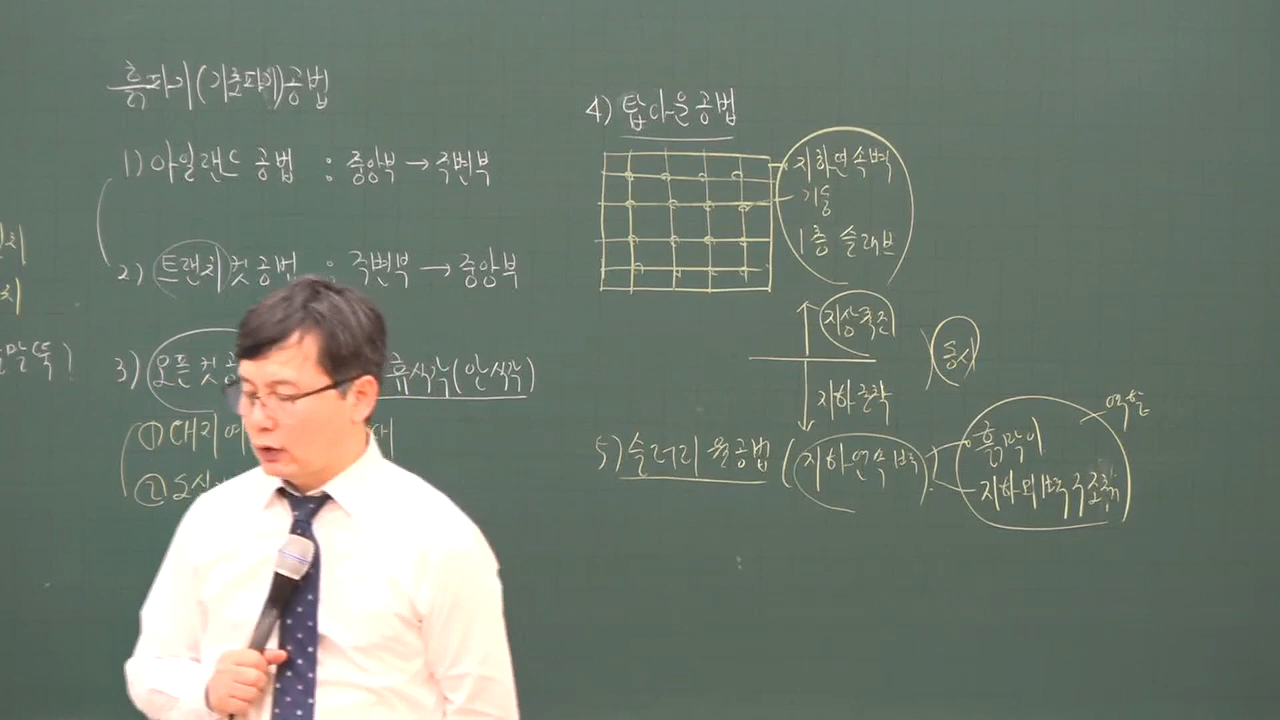 흙파기(기초파기)공법
1) 아일랜드 공법 : 중앙부 → 주변부
2) 트랜치 컷 공법 : 주변부 → 중앙부
3) 오픈 컷 공
흙식각(안식각)
① 대지
②
4) 탑다운공법
지하연속벽
기둥
1층 슬래브
지상축조
동시
지하굴착
5) 슬러리 월공법 (지하연속벽)
흙막이
지하외벽구조체
역할